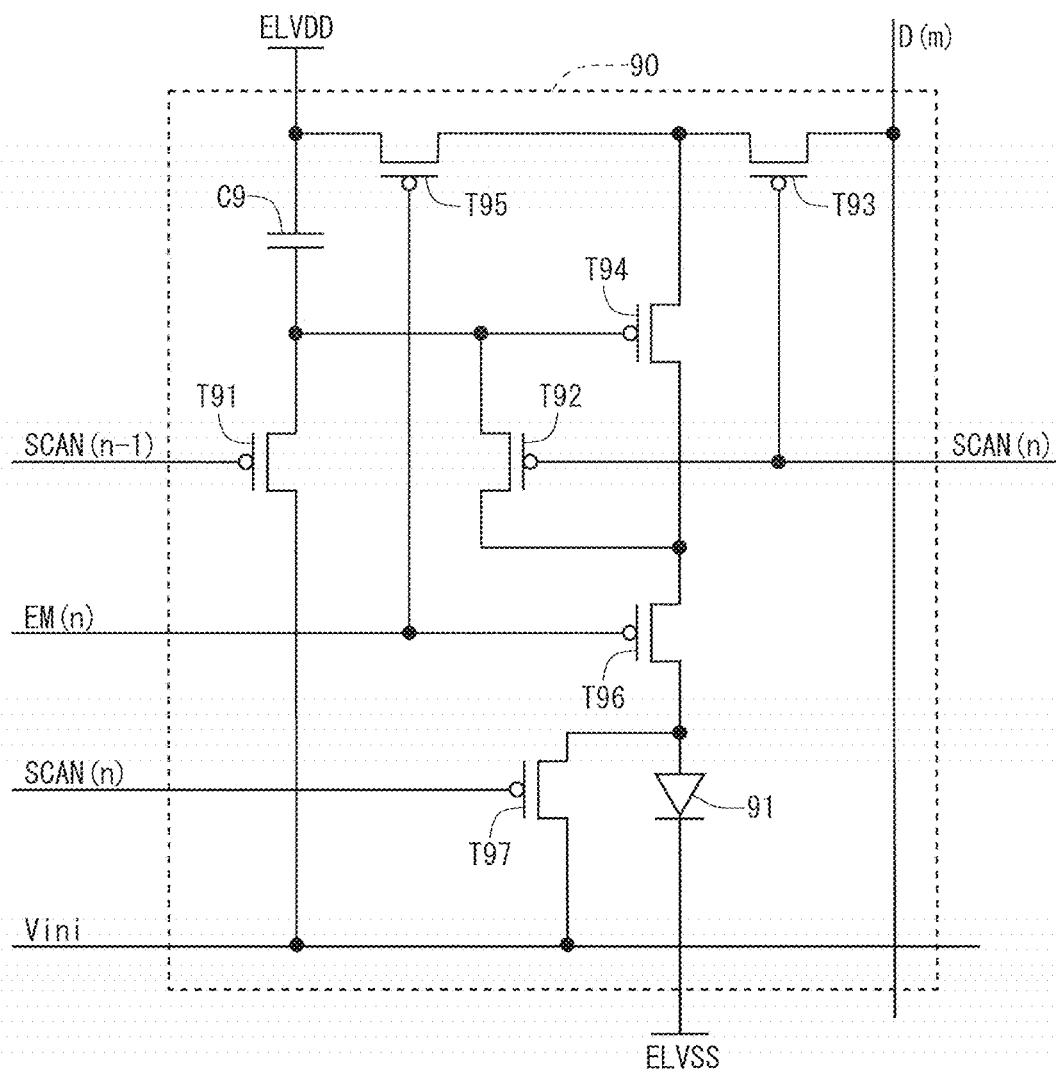 ELVDD
D(m)
90
C9
T95
T93
T94
T91
T92
SCAN(n-1)
SCAN(n)
EM(n)
T96
SCAN(n)
91
T97
Vini
ELVSS